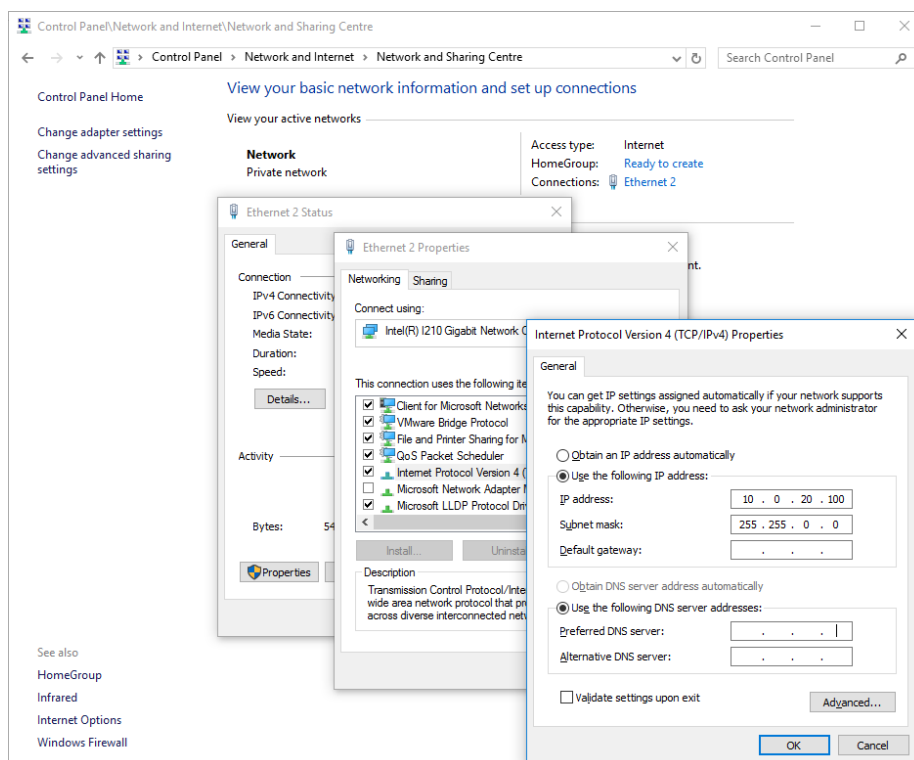 Control Panel\Network and Internet\Network and Sharing Centre
Control Panel > Network and Internet > Network and Sharing Centre
Search Control Panel
Control Panel Home
Change adapter settings
Change advanced sharing
settings
View your basic network information and set up connections
View your active networks
Network
Private network
Access type: Internet
HomeGroup: Ready to create
Connections: Ethernet 2
nt.
Ethernet 2 Status
General
Connection
IPv4 Connectivity
IPv6 Connectivity
Media State:
Duration:
Speed:
Details...
Activity
Bytes: 54
Properties
Ethernet 2 Properties
Networking
Sharing
Connect using:
Intel(R) I210 Gigabit Network C
This connection uses the following ite
Client for Microsoft Networks
VMware Bridge Protocol
File and Printer Sharing for M
QoS Packet Scheduler
Internet Protocol Version 4 (
Microsoft Network Adapter M
Microsoft LLDP Protocol Driv
Install...
Uninsta
Description
Transmission Control Protocol/Inte
wide area network protocol that pr
across diverse interconnected netw
Internet Protocol Version 4 (TCP/IPv4) Properties
General
You can get IP settings assigned automatically if your network supports
this capability. Otherwise, you need to ask your network administrator
for the appropriate IP settings.
Obtain an IP address automatically
Use the following IP address:
IP address: 10 . 0 . 20 . 100
Subnet mask: 255 . 255 . 0 . 0
Default gateway: . . .
Obtain DNS server address automatically
Use the following DNS server addresses:
Preferred DNS server: . . .
Alternative DNS server: . . .
Validate settings upon exit
Advanced...
OK
Cancel
See also
HomeGroup
Infrared
Internet Options
Windows Firewall